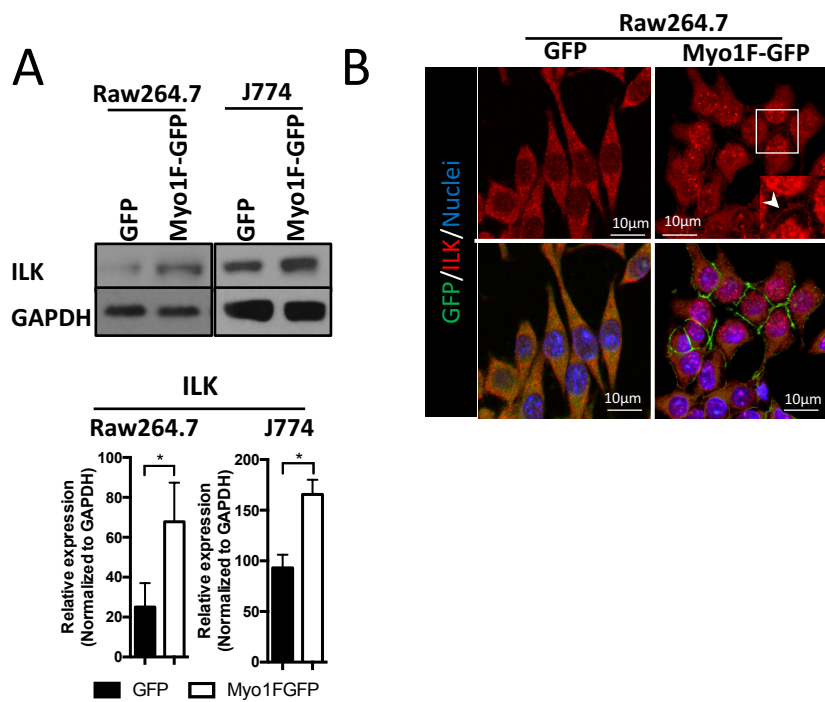 A
Raw264.7
J774
GFP
Myo1F-GFP
GFP
Myo1F-GFP
ILK
GAPDH
ILK
Raw264.7
J774
Relative expression
(Normalized to GAPDH)
100
80
60
40
20
0
*
Relative expression
(Normalized to GAPDH)
200
150
100
50
0
*
GFP
Myo1FGFP
B
Raw264.7
GFP
Myo1F-GFP
GFP/ILK/Nuclei
10µm
10µm
10µm
10µm